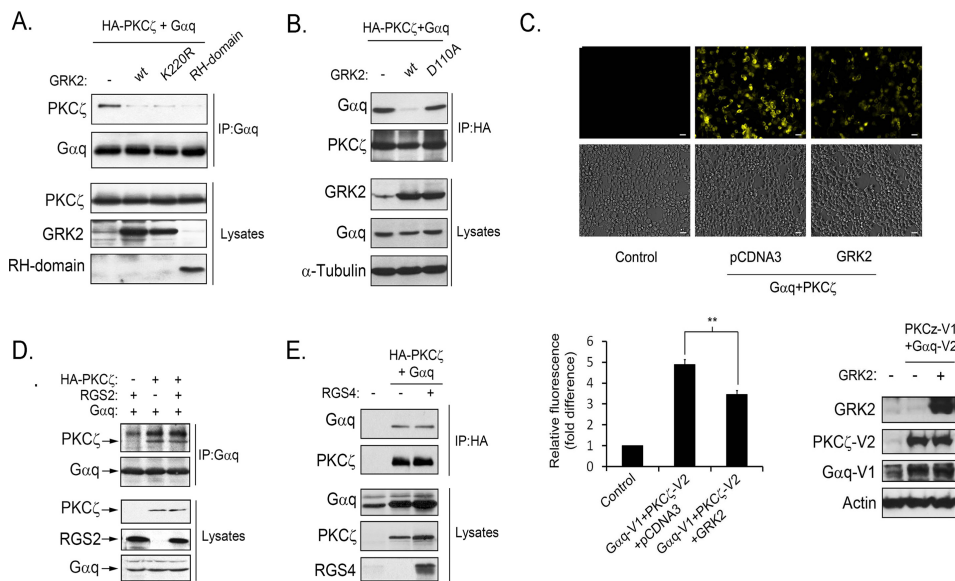 A.
HA-PKCζ + Gαq
GRK2: - wt K220R RH-domain
PKCζ
Gαq
IP:Gαq
PKCζ
GRK2
RH-domain
Lysates
B.
HA-PKCζ+Gαq
GRK2: - wt D110A
Gαq
PKCζ
IP:HA
GRK2
Gαq
α-Tubulin
Lysates
C.
Control pCDNA3 GRK2
Gαq+PKCζ
Relative fluorescence
(fold difference)
6
5
4
3
2
1
0
**
Control
Gαq-V1+PKCζ-V2
+pCDNA3
Gαq-V1+PKCζ-V2
+GRK2
PKCz-V1
+Gαq-V2
GRK2: - - +
GRK2
PKCζ-V2
Gαq-V1
Actin
D.
HA-PKCζ: - + +
RGS2: + - +
Gαq: + + +
PKCζ
Gαq
IP:Gαq
PKCζ
RGS2
Gαq
Lysates
E.
HA-PKCζ
+ Gαq
RGS4: - - +
Gαq
PKCζ
IP:HA
Gαq
PKCζ
RGS4
Lysates